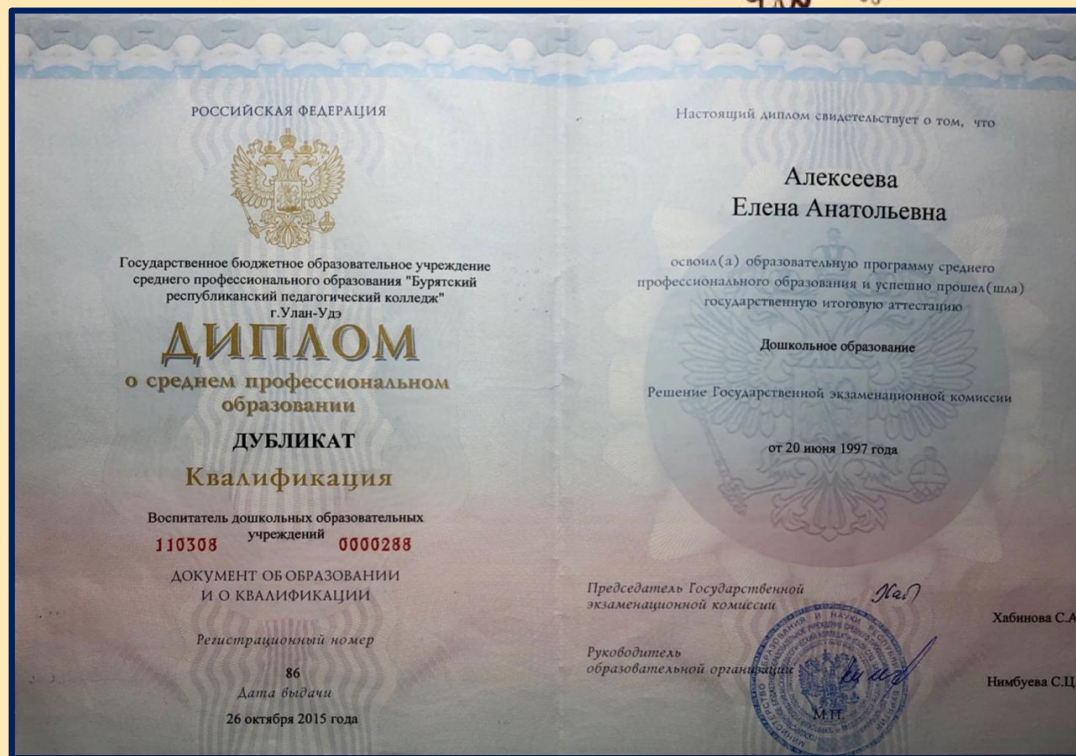 РОССИЙСКАЯ ФЕДЕРАЦИЯ
Государственное бюджетное образовательное учреждение
среднего профессионального образования "Бурятский
республиканский педагогический колледж"
г.Улан-Удэ
ДИПЛОМ
о среднем профессиональном
образовании
ДУБЛИКАТ
Квалификация
Воспитатель дошкольных образовательных
учреждений
110308 0000288
ДОКУМЕНТ ОБ ОБРАЗОВАНИИ
И О КВАЛИФИКАЦИИ
Регистрационный номер
86
Дата выдачи
26 октября 2015 года
Настоящий диплом свидетельствует о том, что
Алексеева
Елена Анатольевна
освоил(а) образовательную программу среднего
профессионального образования и успешно прошел(шла)
государственную итоговую аттестацию
Дошкольное образование
Решение Государственной экзаменационной комиссии
от 20 июня 1997 года
Председатель Государственной
экзаменационной комиссии
Хабинова С.А
Руководитель
образовательной организации
Нимбуева С.Ц
М.П.